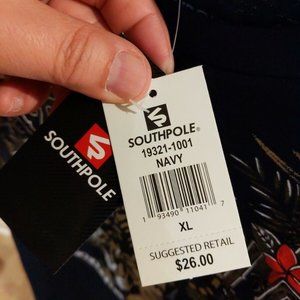 SOUTHPOLE
SOUTHPOLE®
19321-1001
NAVY
1 93490 11041 7
XL
SUGGESTED RETAIL
$26.00